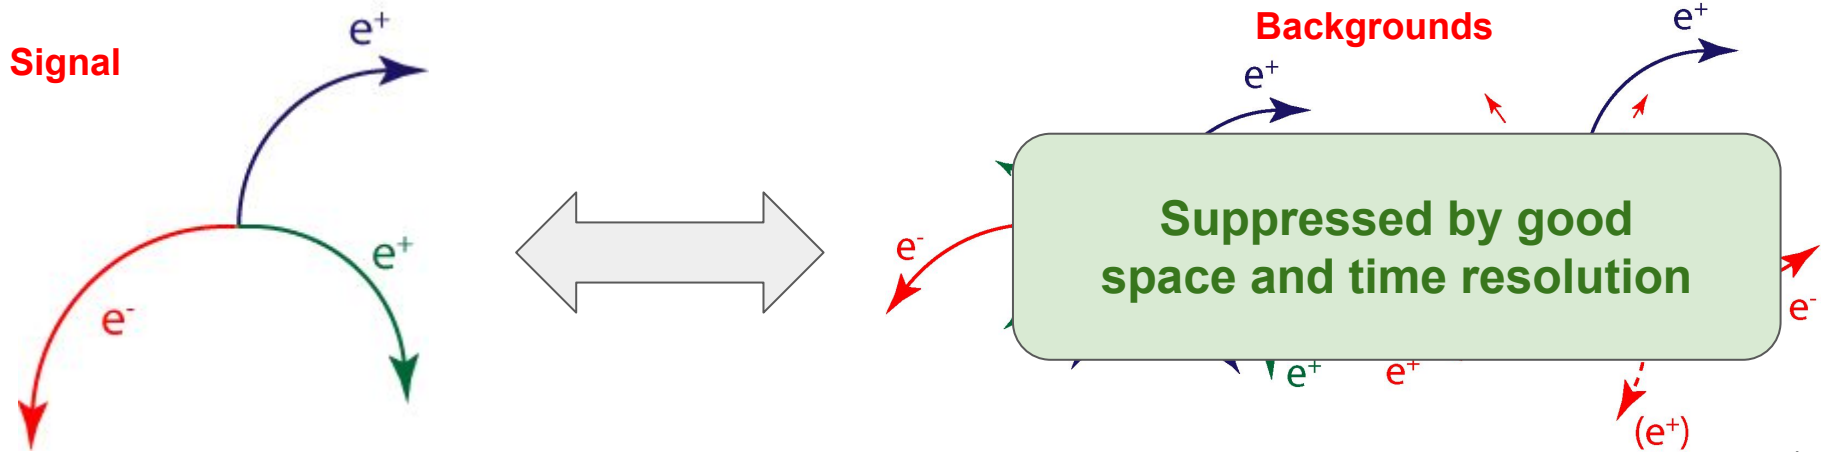 Signal
e⁺
e⁺
e⁻
Backgrounds
e⁺
e⁺
e⁻
Suppressed by good
space and time resolution
e⁻
e⁺
e⁺
(e⁺)